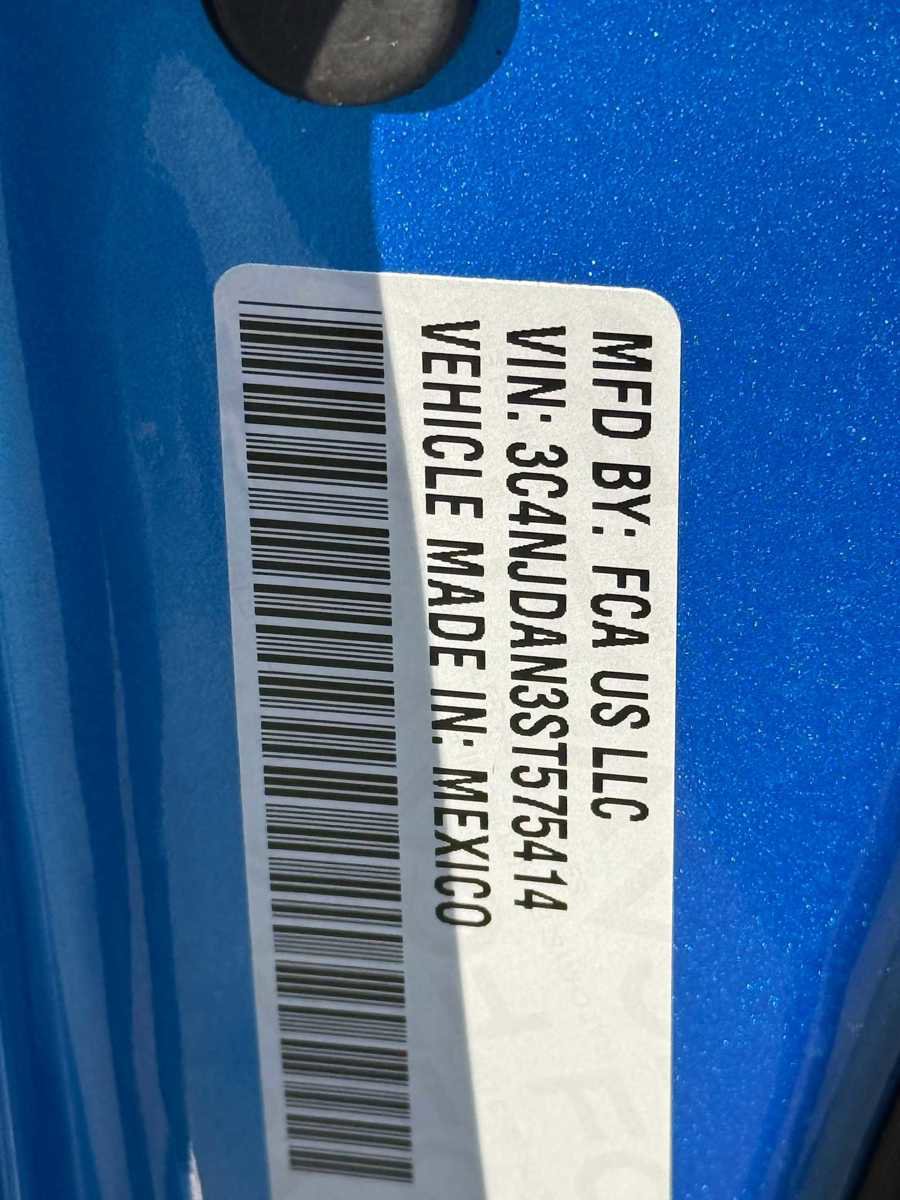 MFD BY: FCA US LLC
VIN: 3C4NJDAN3ST575414
VEHICLE MADE IN: MEXICO